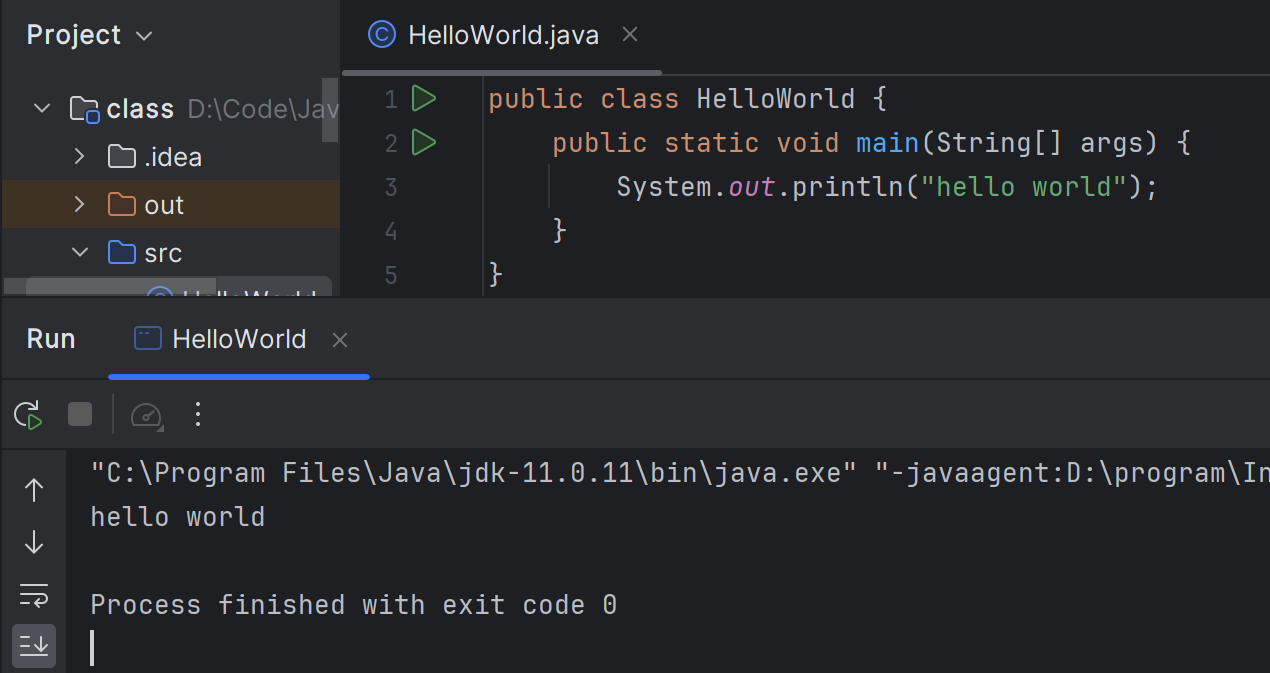 Project
HelloWorld.java
class D:\Code\Jav
.idea
out
src
1 public class HelloWorld {
2 public static void main(String[] args) {
3 System.out.println("hello world");
4 }
5 }
Run HelloWorld
"C:\Program Files\Java\jdk-11.0.11\bin\java.exe" "-javaagent:D:\program\In
hello world
Process finished with exit code 0